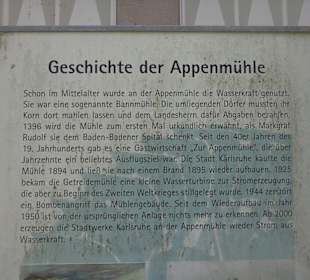 Geschichte der Appenmühle
Schon im Mittelalter wurde an der Appenmühle die Wasserkraft genutzt.
Sie war eine sogenannte Bannmühle. Die umliegenden Dörfer mussten ihr
Korn dort mahlen lassen und dem Landesherrn dafür Abgaben bezahlen.
1396 wird die Mühle zum ersten Mal urkundlich erwähnt, als Markgraf
Rudolf sie dem Baden-Badener Spital schenkt. Seit den 40er Jahren des
19. Jahrhunderts gab es eine Gastwirtschaft „Zur Appenmühle“, die über
Jahrzehnte ein beliebtes Ausflugsziel war. Die Stadt Karlsruhe kaufte die
Mühle 1894 und ließ sie nach einem Brand 1895 wieder aufbauen. 1925
bekam die Getreidemühle eine kleine Wasserturbine zur Stromerzeugung,
die aber zu Beginn des Zweiten Weltkrieges stillgelegt wurde. 1944 zerstört
ein Bombenangriff das Mühlengebäude. Seit dem Wiederaufbau im Jahr
1950 ist von der ursprünglichen Anlage nichts mehr zu erkennen. Ab 2000
erzeugen die Stadtwerke Karlsruhe an der Appenmühle wieder Strom aus
Wasserkraft.